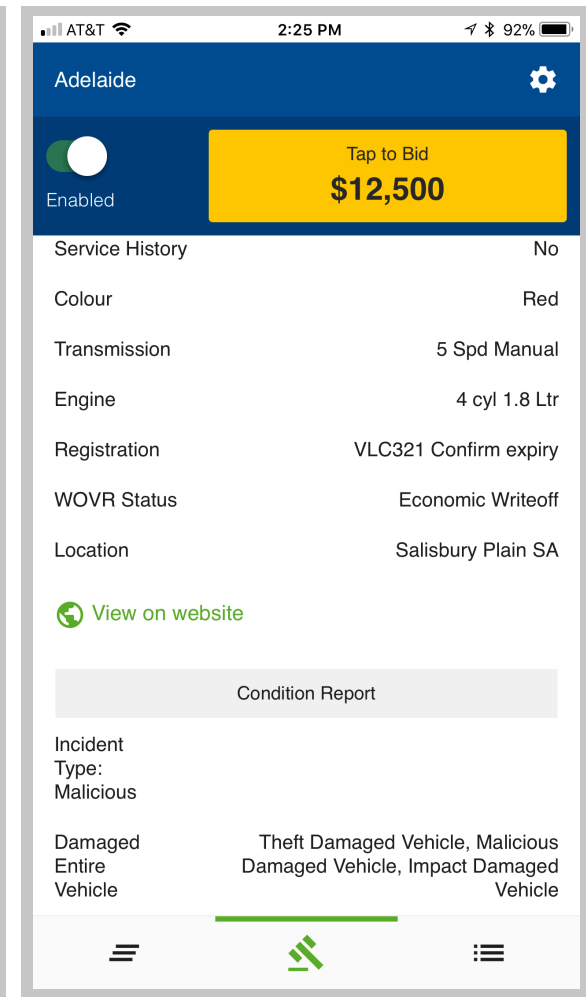 AT&T 2:25 PM 92%
Adelaide
Tap to Bid
Enabled $12,500
Service History No
Colour Red
Transmission 5 Spd Manual
Engine 4 cyl 1.8 Ltr
Registration VLC321 Confirm expiry
WOVR Status Economic Writeoff
Location Salisbury Plain SA
View on website
Condition Report
Incident
Type:
Malicious
Damaged Theft Damaged Vehicle, Malicious
Entire Damaged Vehicle, Impact Damaged
Vehicle Vehicle